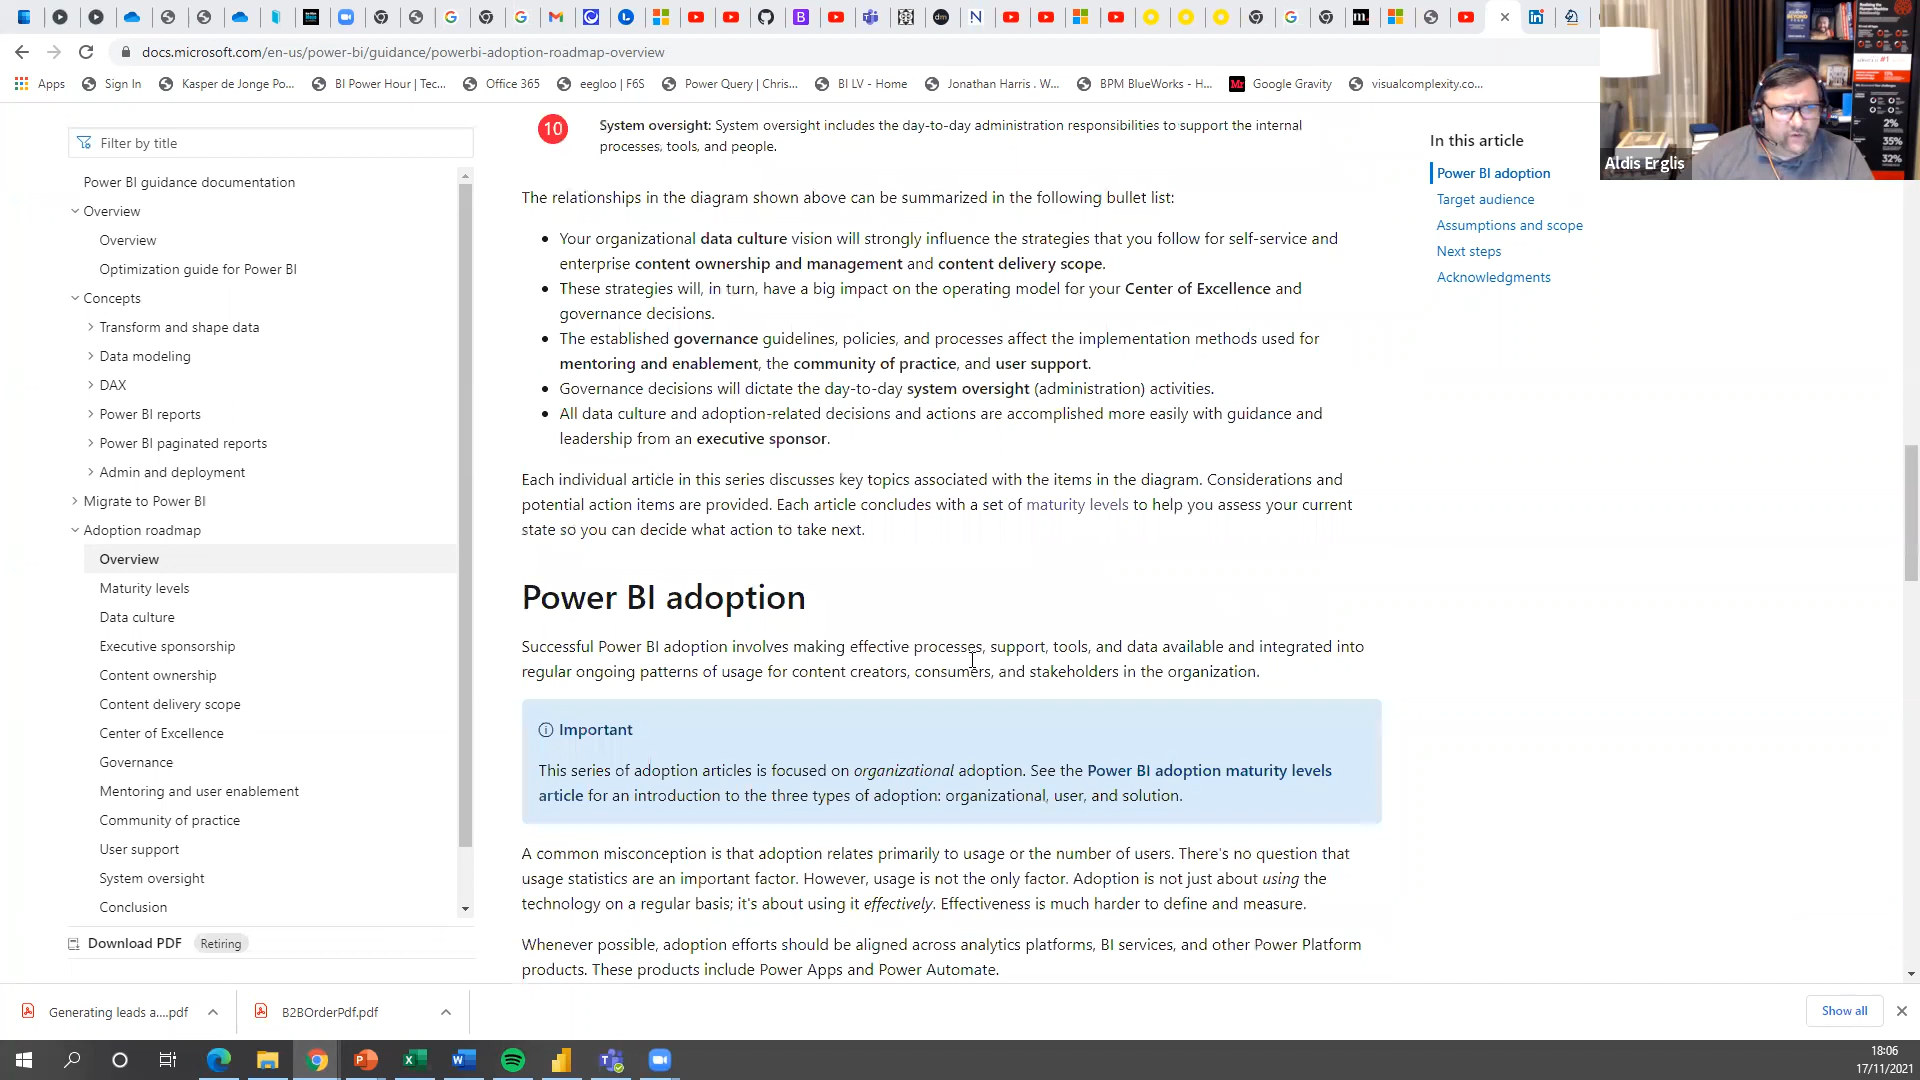 docs.microsoft.com/en-us/power-bi/guidance/powerbi-adoption-roadmap-overview
Apps
Sign In
Kasper de Jonge Po...
BI Power Hour | Tec...
Office 365
eegloo | F6S
Power Query | Chris...
BI LV - Home
Jonathan Harris . W...
BPM BlueWorks - H...
Google Gravity
visualcomplexity.co...
Aldis Erglis
2%
35%
32%
Filter by title
Power BI guidance documentation
Overview
Overview
Optimization guide for Power BI
Concepts
Transform and shape data
Data modeling
DAX
Power BI reports
Power BI paginated reports
Admin and deployment
Migrate to Power BI
Adoption roadmap
Overview
Maturity levels
Data culture
Executive sponsorship
Content ownership
Content delivery scope
Center of Excellence
Governance
Mentoring and user enablement
Community of practice
User support
System oversight
Conclusion
Download PDF Retiring
10 System oversight: System oversight includes the day-to-day administration responsibilities to support the internal
processes, tools, and people.
The relationships in the diagram shown above can be summarized in the following bullet list:
• Your organizational data culture vision will strongly influence the strategies that you follow for self-service and
enterprise content ownership and management and content delivery scope.
• These strategies will, in turn, have a big impact on the operating model for your Center of Excellence and
governance decisions.
• The established governance guidelines, policies, and processes affect the implementation methods used for
mentoring and enablement, the community of practice, and user support.
• Governance decisions will dictate the day-to-day system oversight (administration) activities.
• All data culture and adoption-related decisions and actions are accomplished more easily with guidance and
leadership from an executive sponsor.
Each individual article in this series discusses key topics associated with the items in the diagram. Considerations and
potential action items are provided. Each article concludes with a set of maturity levels to help you assess your current
state so you can decide what action to take next.
Power BI adoption
Successful Power BI adoption involves making effective processes, support, tools, and data available and integrated into
regular ongoing patterns of usage for content creators, consumers, and stakeholders in the organization.
Important
This series of adoption articles is focused on organizational adoption. See the Power BI adoption maturity levels
article for an introduction to the three types of adoption: organizational, user, and solution.
A common misconception is that adoption relates primarily to usage or the number of users. There's no question that
usage statistics are an important factor. However, usage is not the only factor. Adoption is not just about using the
technology on a regular basis; it's about using it effectively. Effectiveness is much harder to define and measure.
Whenever possible, adoption efforts should be aligned across analytics platforms, BI services, and other Power Platform
products. These products include Power Apps and Power Automate.
In this article
Power BI adoption
Target audience
Assumptions and scope
Next steps
Acknowledgments
Generating leads a....pdf
B2BOrderPdf.pdf
Show all
18:06
17/11/2021